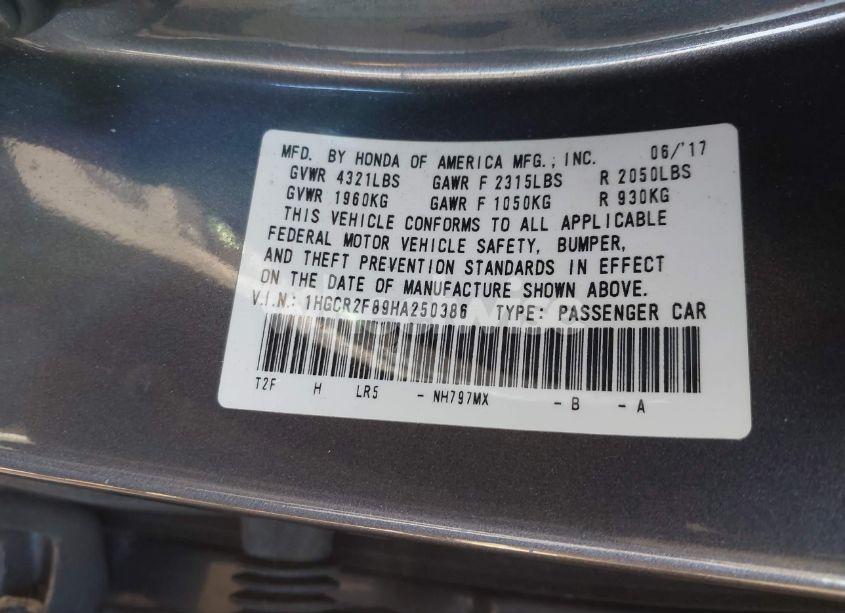 MFD. BY HONDA OF AMERICA MFG., INC. 06/'17
GVWR 4321LBS GAWR F 2315LBS R 2050LBS
GVWR 1960KG GAWR F 1050KG R 930KG
THIS VEHICLE CONFORMS TO ALL APPLICABLE
FEDERAL MOTOR VEHICLE SAFETY, BUMPER,
AND THEFT PREVENTION STANDARDS IN EFFECT
ON THE DATE OF MANUFACTURE SHOWN ABOVE.
V.I.N.: 1HGCR2F89HA250386 TYPE: PASSENGER CAR
T2F H LR5 - NH797MX - B - A